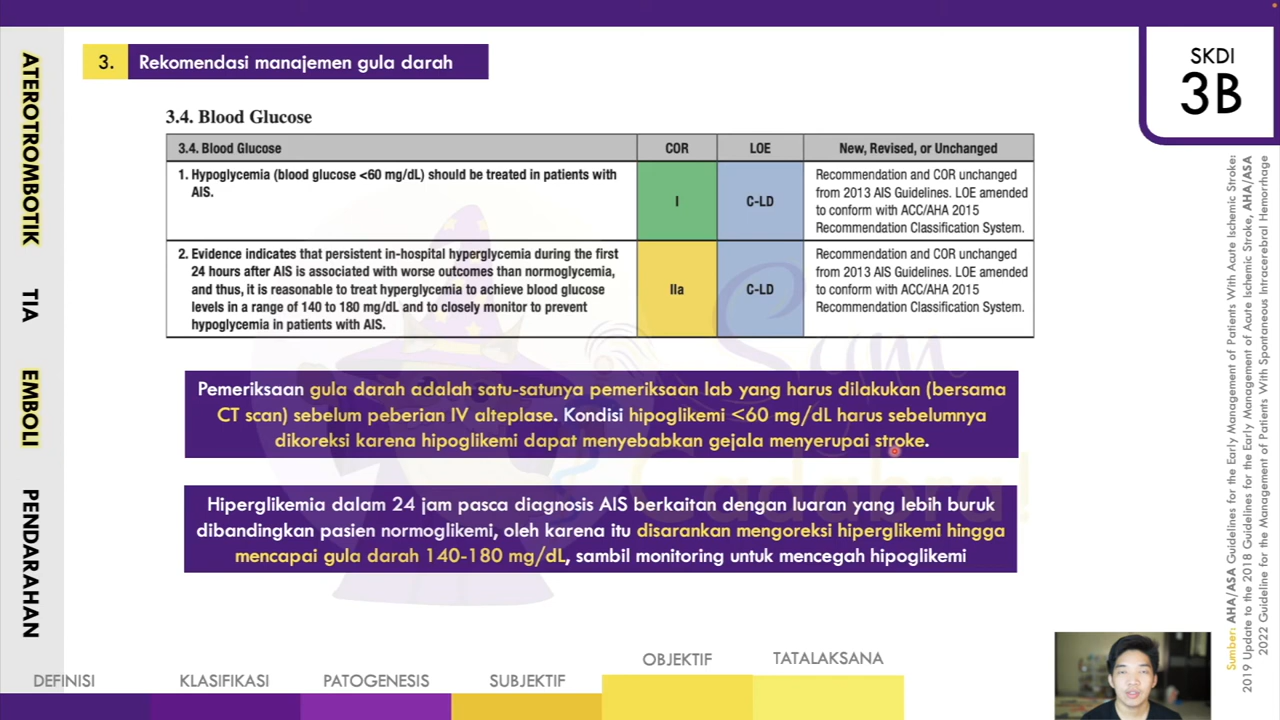 3. Rekomendasi manajemen gula darah
SKDI
3B
3.4. Blood Glucose
3.4. Blood Glucose COR LOE New, Revised, or Unchanged
1. Hypoglycemia (blood glucose <60 mg/dL) should be treated in patients with
AIS.
I
C-LD
Recommendation and COR unchanged
from 2013 AIS Guidelines. LOE amended
to conform with ACC/AHA 2015
Recommendation Classification System.
2. Evidence indicates that persistent in-hospital hyperglycemia during the first
24 hours after AIS is associated with worse outcomes than normoglycemia,
and thus, it is reasonable to treat hyperglycemia to achieve blood glucose
levels in a range of 140 to 180 mg/dL and to closely monitor to prevent
hypoglycemia in patients with AIS.
IIa
C-LD
Recommendation and COR unchanged
from 2013 AIS Guidelines. LOE amended
to conform with ACC/AHA 2015
Recommendation Classification System.
Pemeriksaan gula darah adalah satu-satunya pemeriksaan lab yang harus dilakukan (bersama
CT scan) sebelum peberian IV alteplase. Kondisi hipoglikemi <60 mg/dL harus sebelumnya
dikoreksi karena hipoglikemi dapat menyebabkan gejala menyerupai stroke.
Hiperglikemia dalam 24 jam pasca diagnosis AIS berkaitan dengan luaran yang lebih buruk
dibandingkan pasien normoglikemi, oleh karena itu disarankan mengoreksi hiperglikemi hingga
mencapai gula darah 140-180 mg/dL, sambil monitoring untuk mencegah hipoglikemi
ATEROTROMBOTIK
TIA
EMBOLI
PENDARAHAN
DEFINISI
KLASIFIKASI
PATOGENESIS
SUBJEKTIF
OBJEKTIF
TATALAKSANA
Sumber: AHA/ASA Guidelines for the Early Management of Patients With Acute Ischemic Stroke:
2019 Update to the 2018 Guidelines for the Early Management of Acute Ischemic Stroke, AHA/ASA
2022 Guideline for the Management of Patients With Spontaneous Intracerebral Hemorrhage